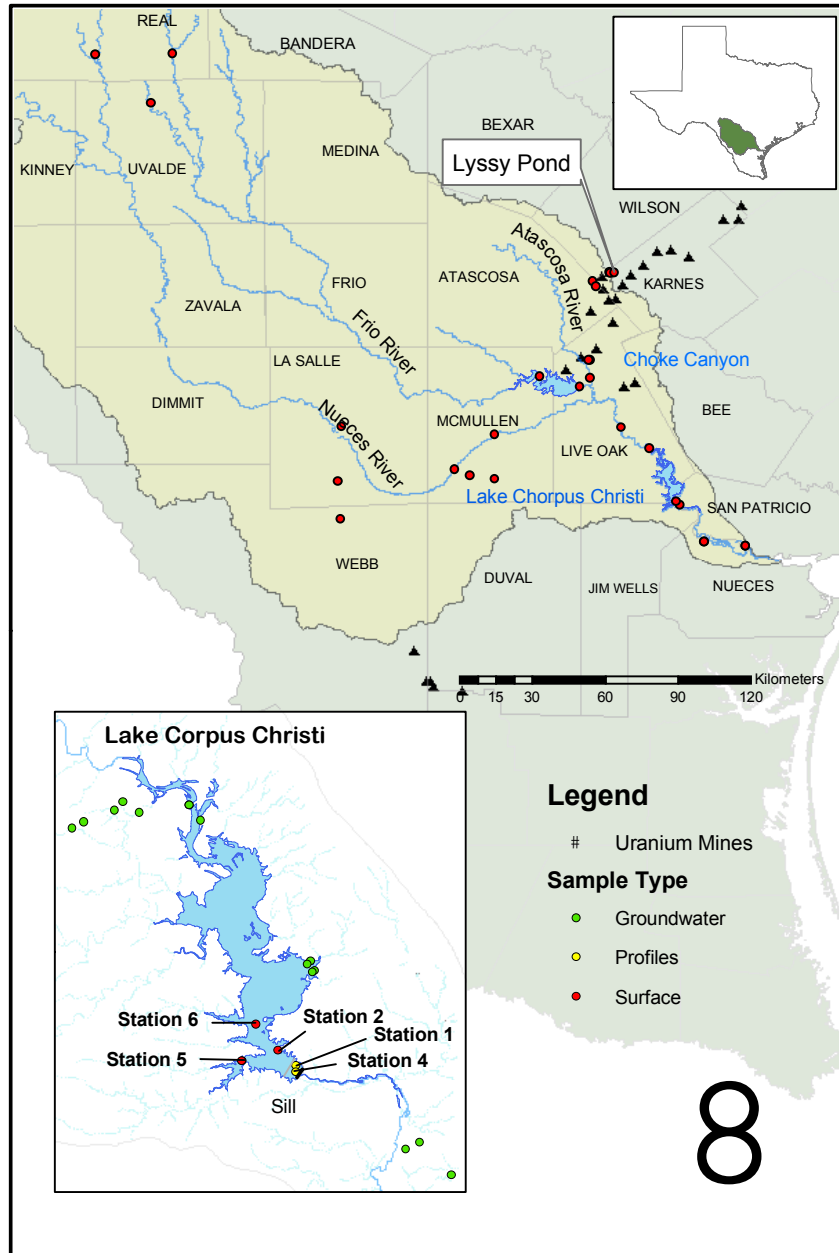 REAL
BANDERA
BEXAR
MEDINA
Lyssy Pond
KINNEY
UVALDE
WILSON
Atascosa River
ATASCOSA
FRIO
KARNES
ZAVALA
Frio River
LA SALLE
Choke Canyon
DIMMIT
Nueces River
MCMULLEN
BEE
LIVE OAK
Lake Chorpus Christi
SAN PATRICIO
WEBB
DUVAL
JIM WELLS
NUECES
Kilometers
0 15 30 60 90 120
Lake Corpus Christi
Station 6
Station 2
Station 1
Station 5
Station 4
Sill
Legend
# Uranium Mines
Sample Type
Groundwater
Profiles
Surface
8